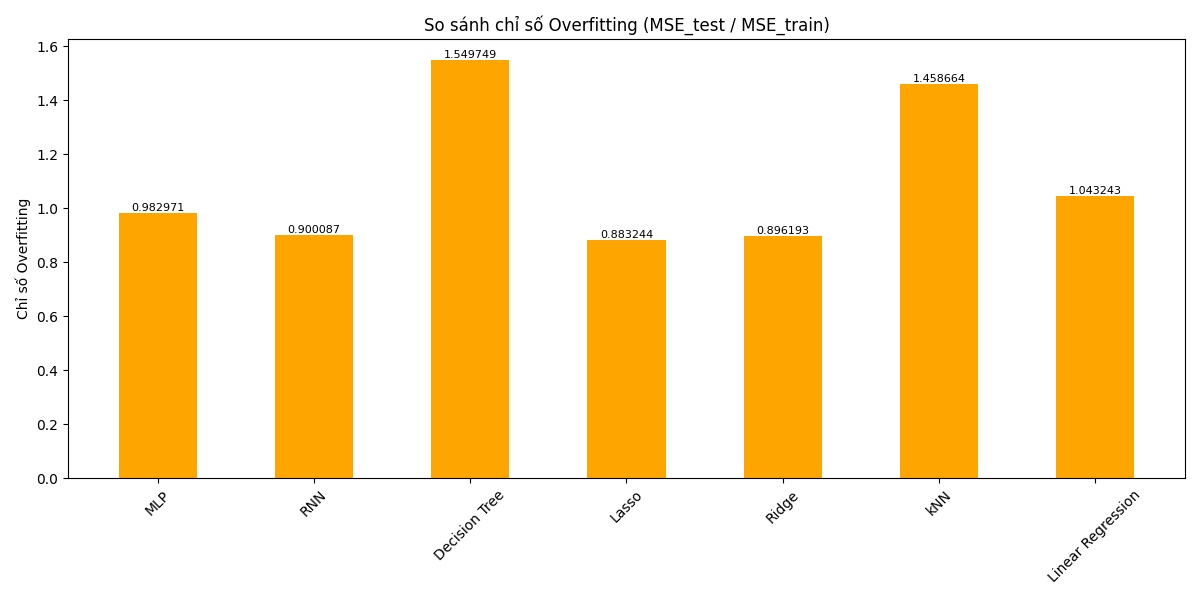 So sánh chỉ số Overfitting (MSE_test / MSE_train)
Chỉ số Overfitting
1.6
1.4
1.2
1.0
0.8
0.6
0.4
0.2
0.0
0.982971
0.900087
1.549749
0.883244
0.896193
1.458664
1.043243
MLP
RNN
Decision Tree
Lasso
Ridge
kNN
Linear Regression